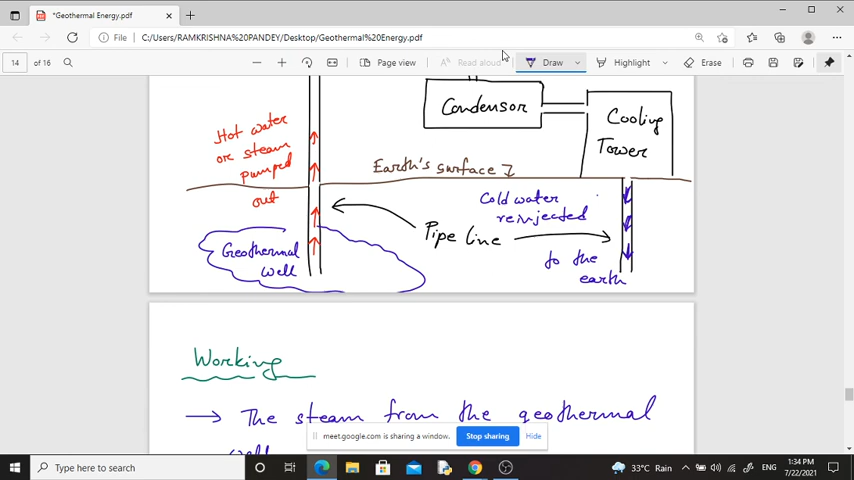 *Geothermal Energy.pdf
File
C:/Users/RAMKRISHNA%20PANDEY/Desktop/Geothermal%20Energy.pdf
14 of 16
Page view
Read aloud
Draw
Highlight
Erase
Condensor
Cooling
Tower
Hot water
or steam
pumped
out
Earth's surface
Cold water
reinjected
to the
earth
Pipe line
Geothermal
well
Working
→ The steam from the geothermal
well
meet.google.com is sharing a window.
Stop sharing
Hide
Type here to search
33°C Rain
ENG
1:34 PM
7/22/2021